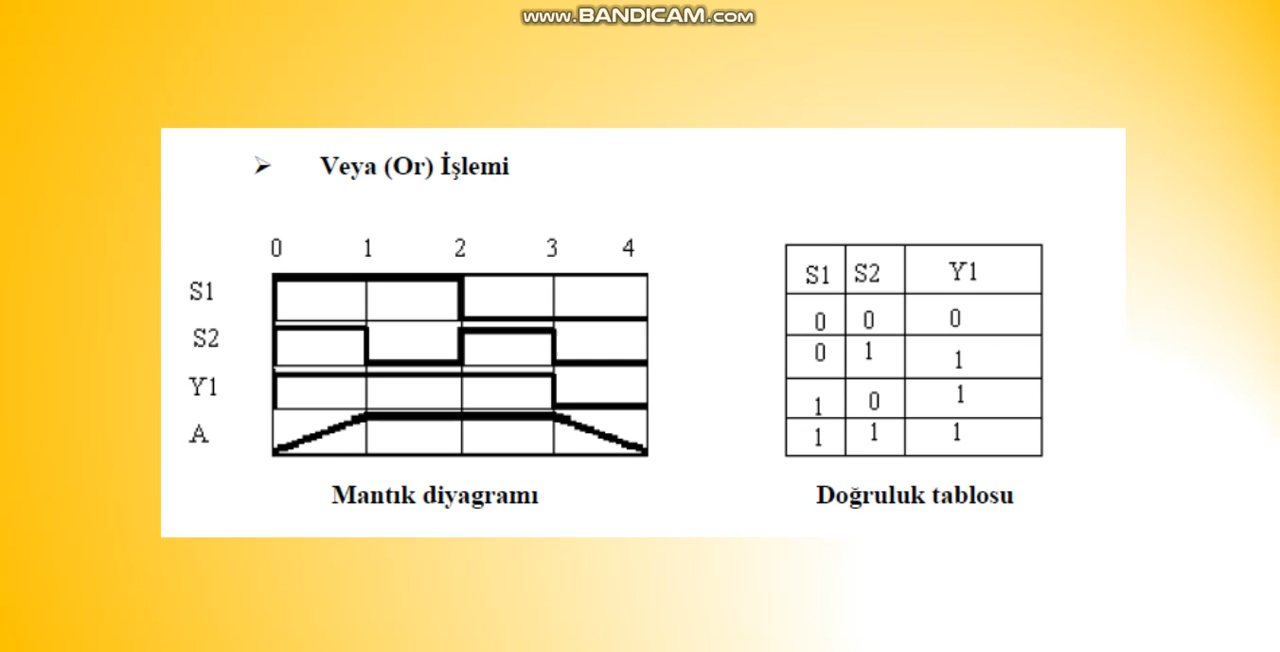 www.BANDICAM.com
➢ Veya (Or) İşlemi
0 1 2 3 4
S1
S2
Y1
A
Mantık diyagramı
S1 S2 Y1
0 0 0
0 1 1
1 0 1
1 1 1
Doğruluk tablosu